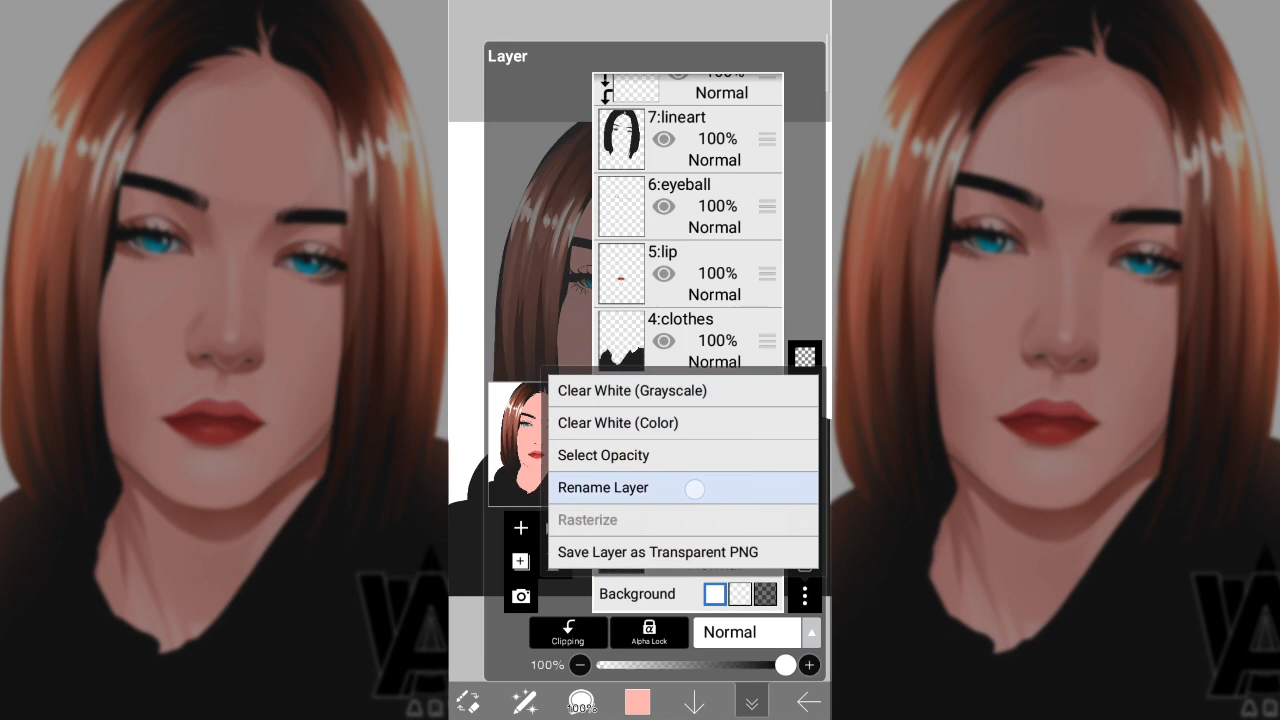 Layer
100%
Normal
7:lineart
100%
Normal
6:eyeball
100%
Normal
5:lip
100%
Normal
4:clothes
100%
Normal
Clear White (Grayscale)
Clear White (Color)
Select Opacity
Rename Layer
Rasterize
Save Layer as Transparent PNG
Background
Clipping
Alpha Lock
Normal
100%
100%